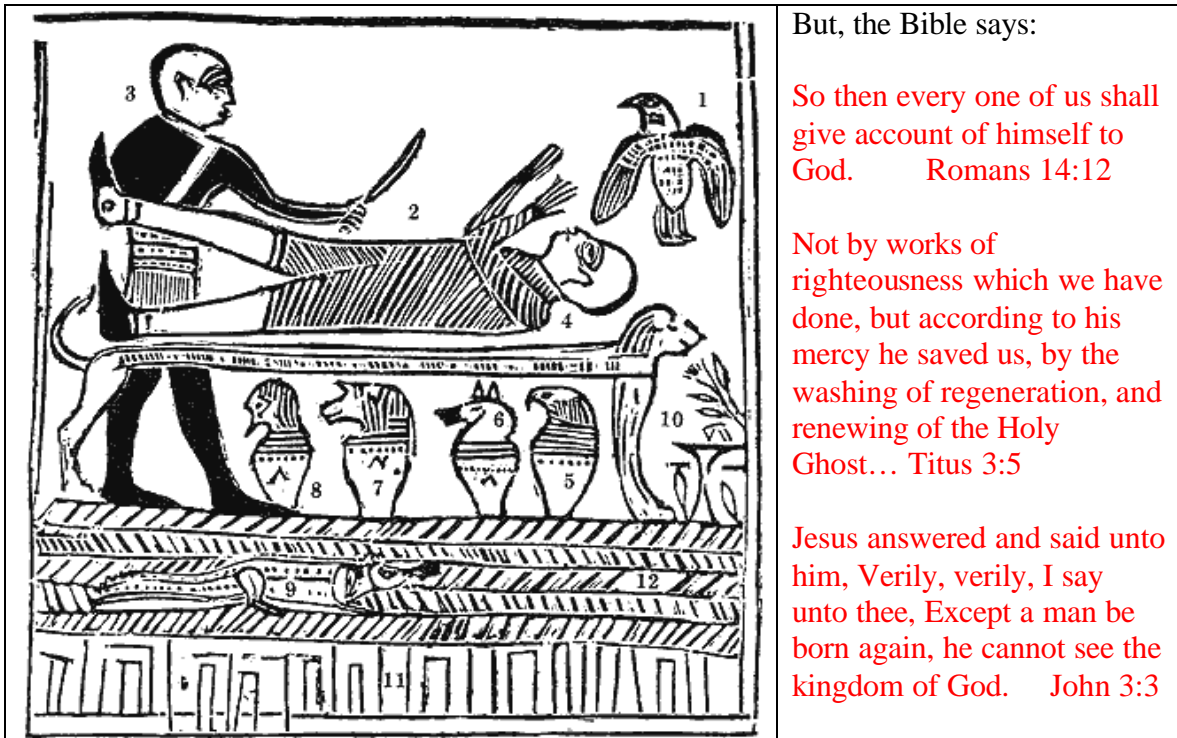 But, the Bible says:
So then every one of us shall
give account of himself to
God. Romans 14:12
Not by works of
righteousness which we have
done, but according to his
mercy he saved us, by the
washing of regeneration, and
renewing of the Holy
Ghost… Titus 3:5
Jesus answered and said unto
him, Verily, verily, I say
unto thee, Except a man be
born again, he cannot see the
kingdom of God. John 3:3
3
1
2
4
6
10
8
7
5
9
12
11